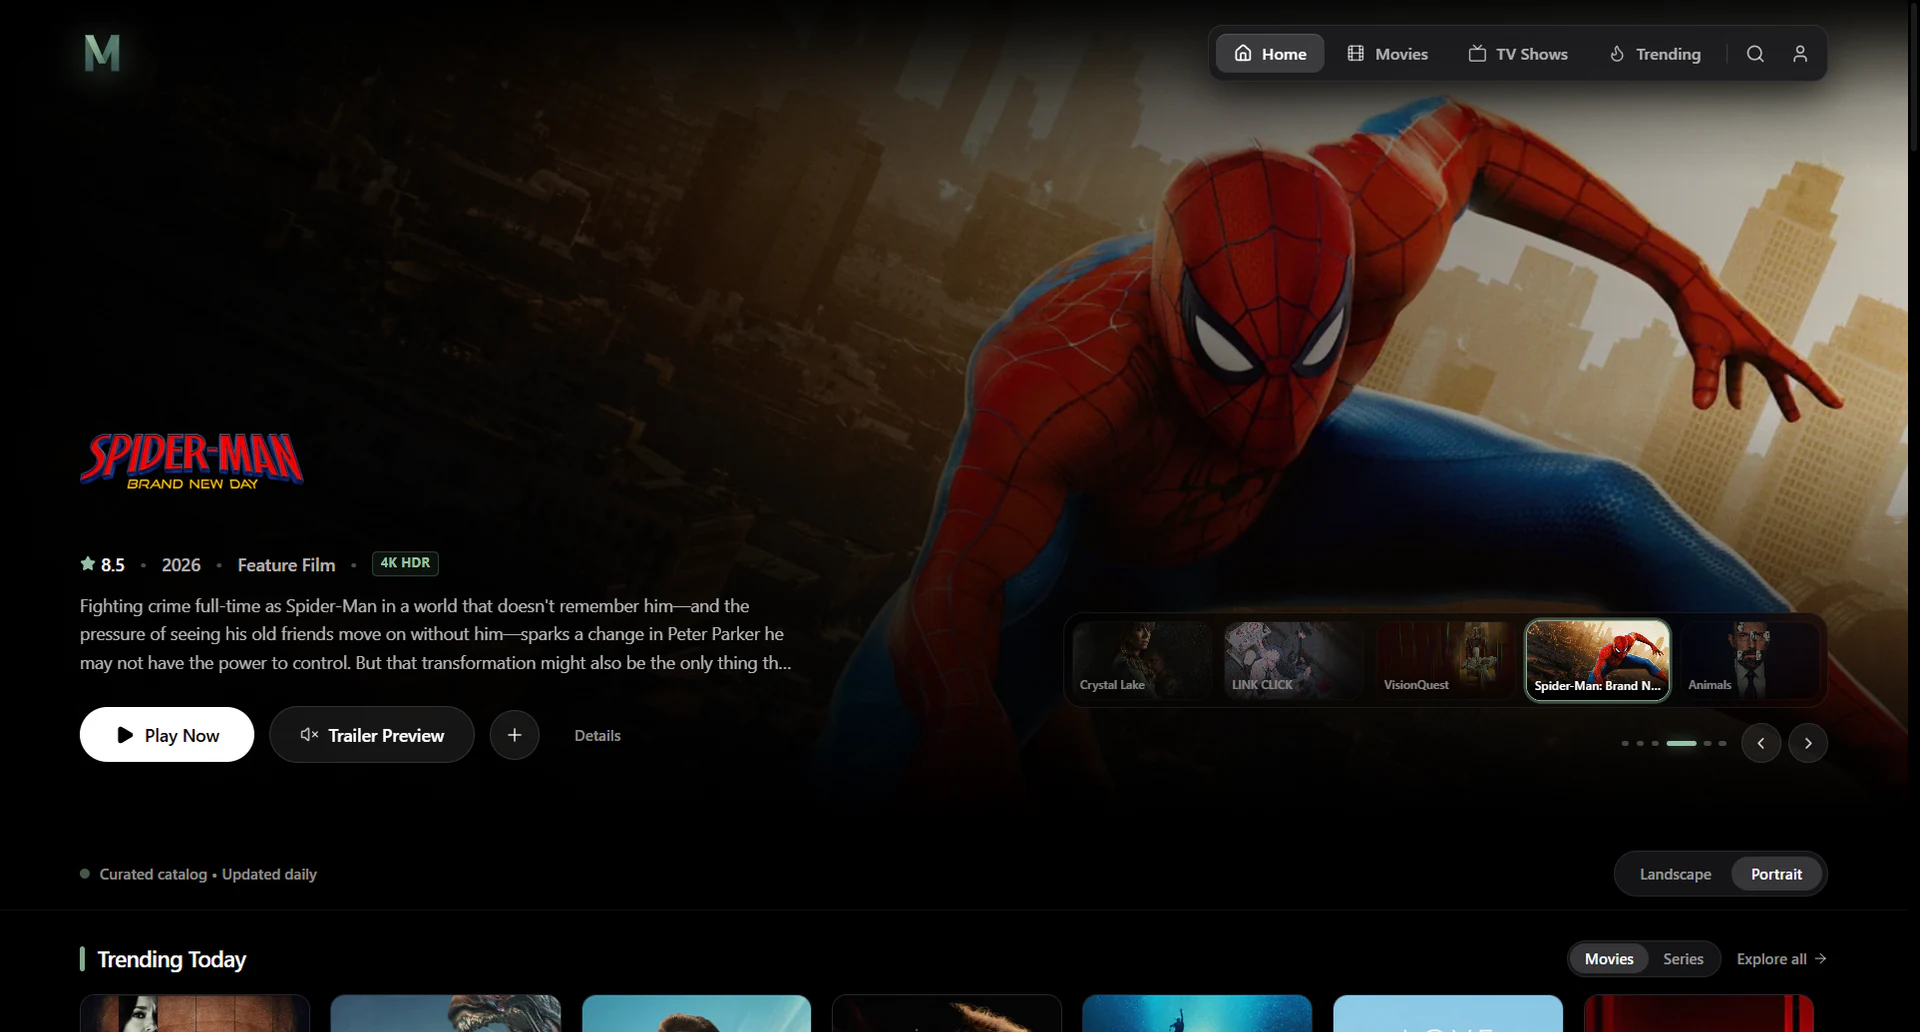 M
Home
Movies
TV Shows
Trending
SPIDER-MAN
BRAND NEW DAY
8.5 • 2026 • Feature Film • 4K HDR
Fighting crime full-time as Spider-Man in a world that doesn't remember him—and the
pressure of seeing his old friends move on without him—sparks a change in Peter Parker he
may not have the power to control. But that transformation might also be the only thing th...
Crystal Lake
LINK CLICK
VisionQuest
Spider-Man: Brand N...
Animals
Play Now
Trailer Preview
Details
Curated catalog • Updated daily
Landscape
Portrait
Trending Today
Movies
Series
Explore all